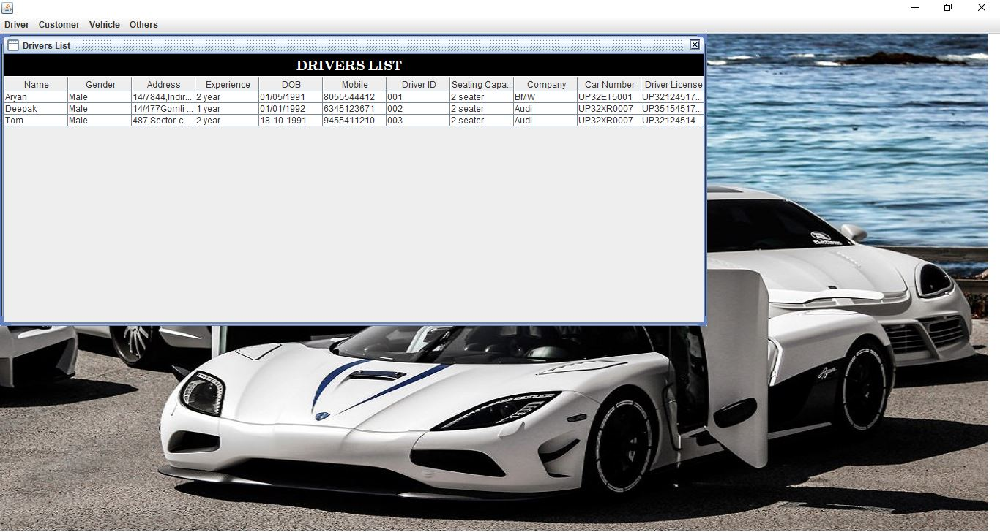 Driver Customer Vehicle Others
Drivers List
DRIVERS LIST
Name Gender Address Experience DOB Mobile Driver ID Seating Capa... Company Car Number Driver License
Aryan Male 14/7844,Indir... 2 year 01/05/1991 8055544412 001 2 seater BMW UP32ET5001 UP32124517...
Deepak Male 14/477Gomti ... 1 year 01/01/1992 6345123671 002 2 seater Audi UP32XR0007 UP35154517...
Tom Male 487,Sector-c,... 2 year 18-10-1991 9455411210 003 2 seater Audi UP32XR0007 UP32124514...
Agera